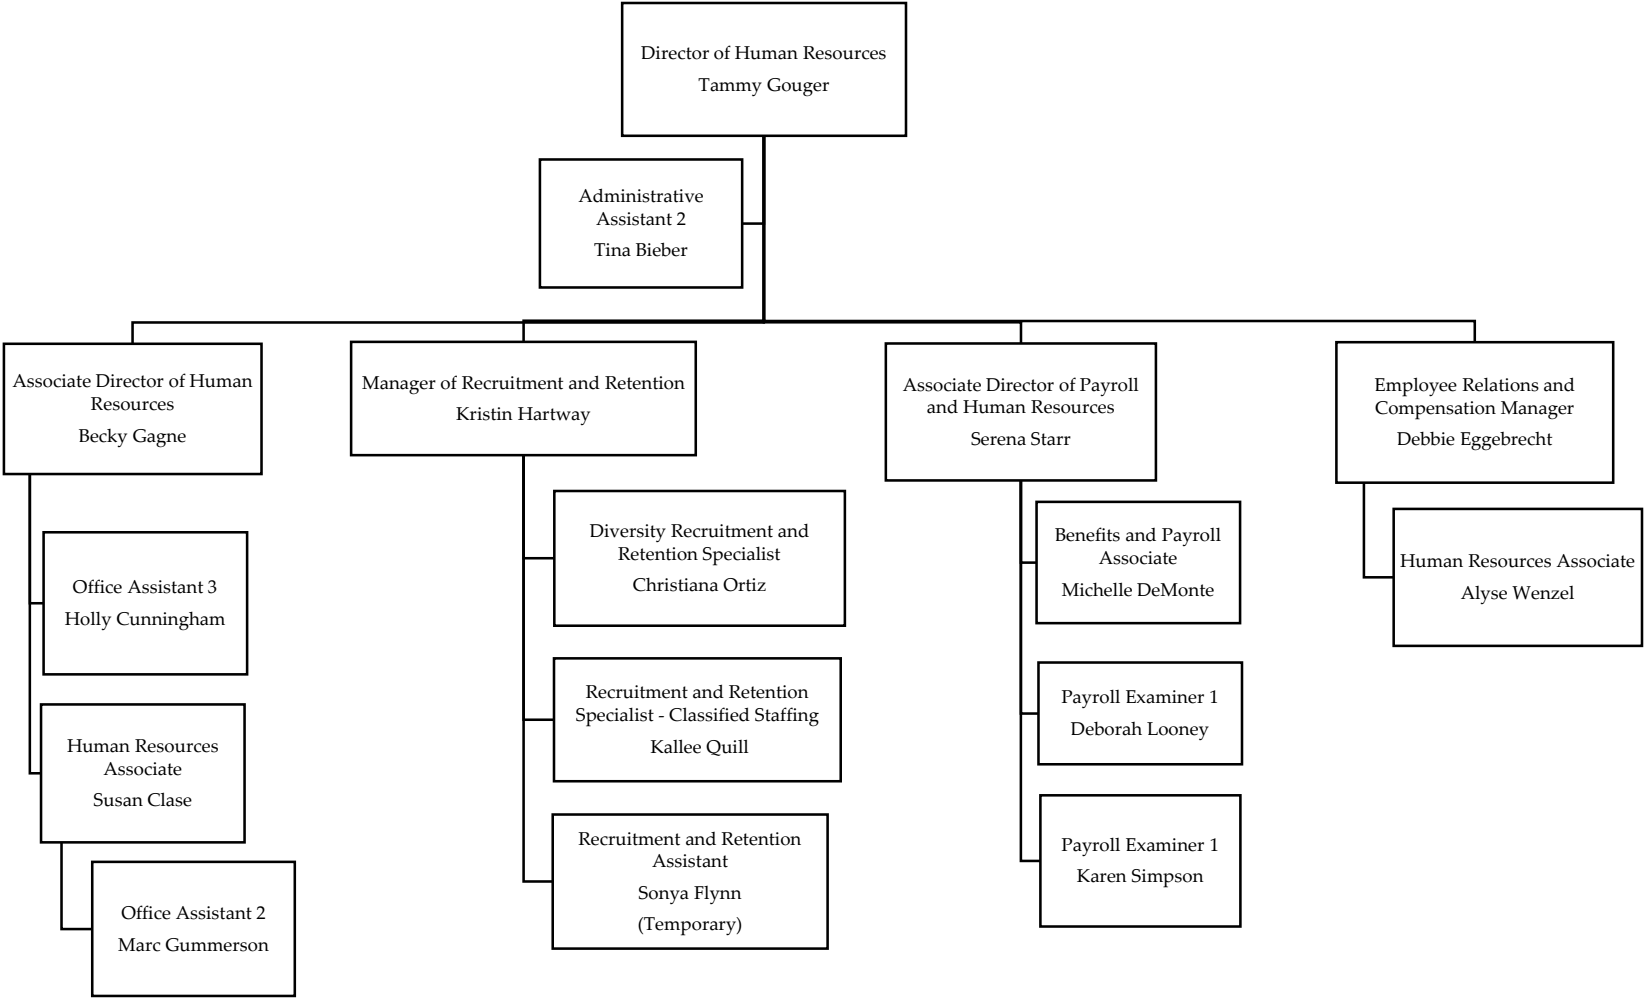 Director of Human Resources
Tammy Gouger
Administrative
Assistant 2
Tina Bieber
Associate Director of Human
Resources
Becky Gagne
Manager of Recruitment and Retention
Kristin Hartway
Associate Director of Payroll
and Human Resources
Serena Starr
Employee Relations and
Compensation Manager
Debbie Eggebrecht
Office Assistant 3
Holly Cunningham
Human Resources
Associate
Susan Clase
Office Assistant 2
Marc Gummerson
Diversity Recruitment and
Retention Specialist
Christiana Ortiz
Recruitment and Retention
Specialist - Classified Staffing
Kallee Quill
Recruitment and Retention
Assistant
Sonya Flynn
(Temporary)
Benefits and Payroll
Associate
Michelle DeMonte
Payroll Examiner 1
Deborah Looney
Payroll Examiner 1
Karen Simpson
Human Resources Associate
Alyse Wenzel